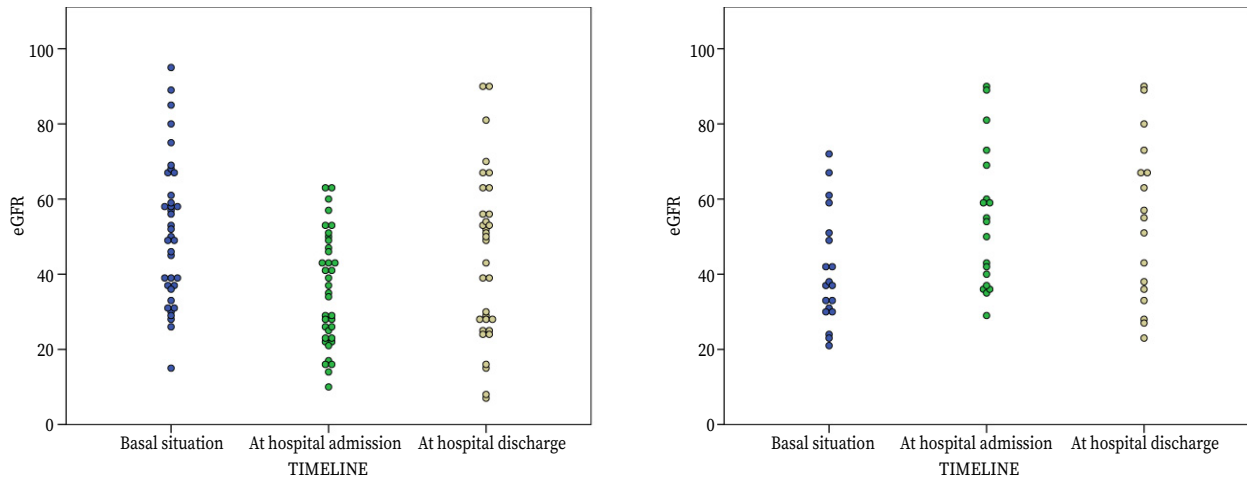 100
80
60
40
20
0
eGFR
Basal situation At hospital admission At hospital discharge
TIMELINE
100
80
60
40
20
0
eGFR
Basal situation At hospital admission At hospital discharge
TIMELINE